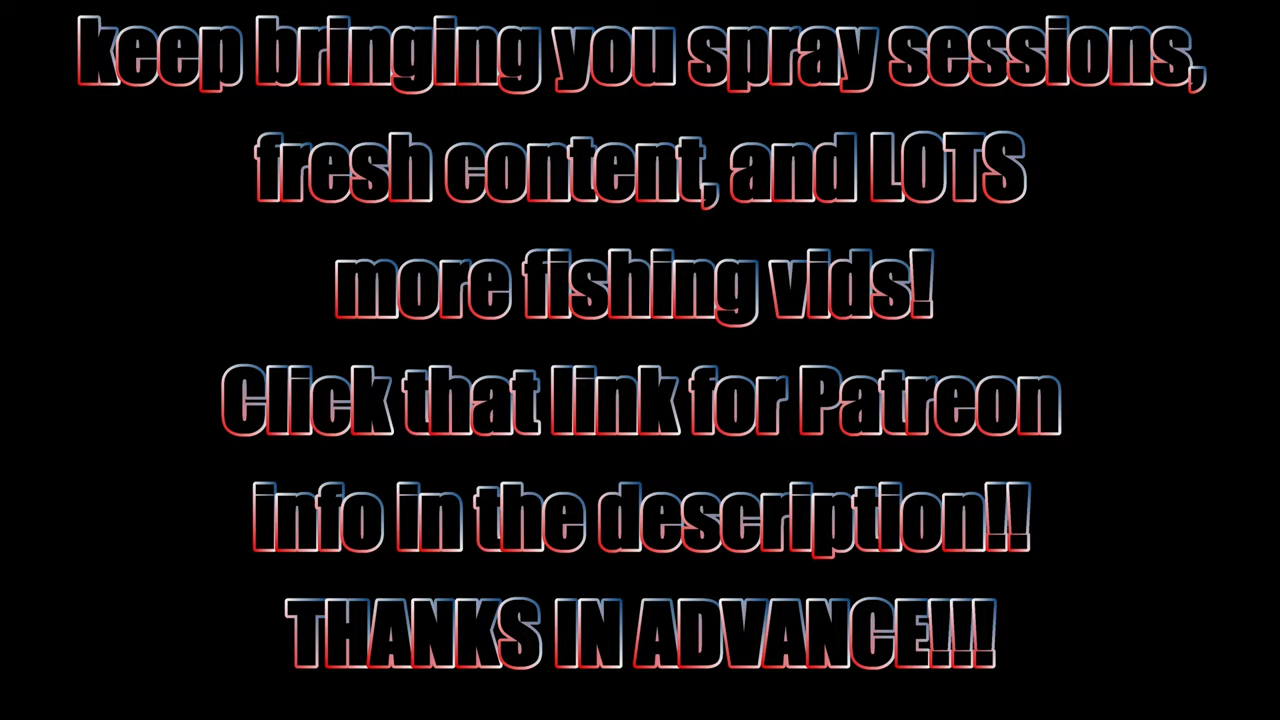 keep bringing you spray sessions,
fresh content, and LOTS
more fishing vids!
Click that link for Patreon
info in the description!!
THANKS IN ADVANCE!!!